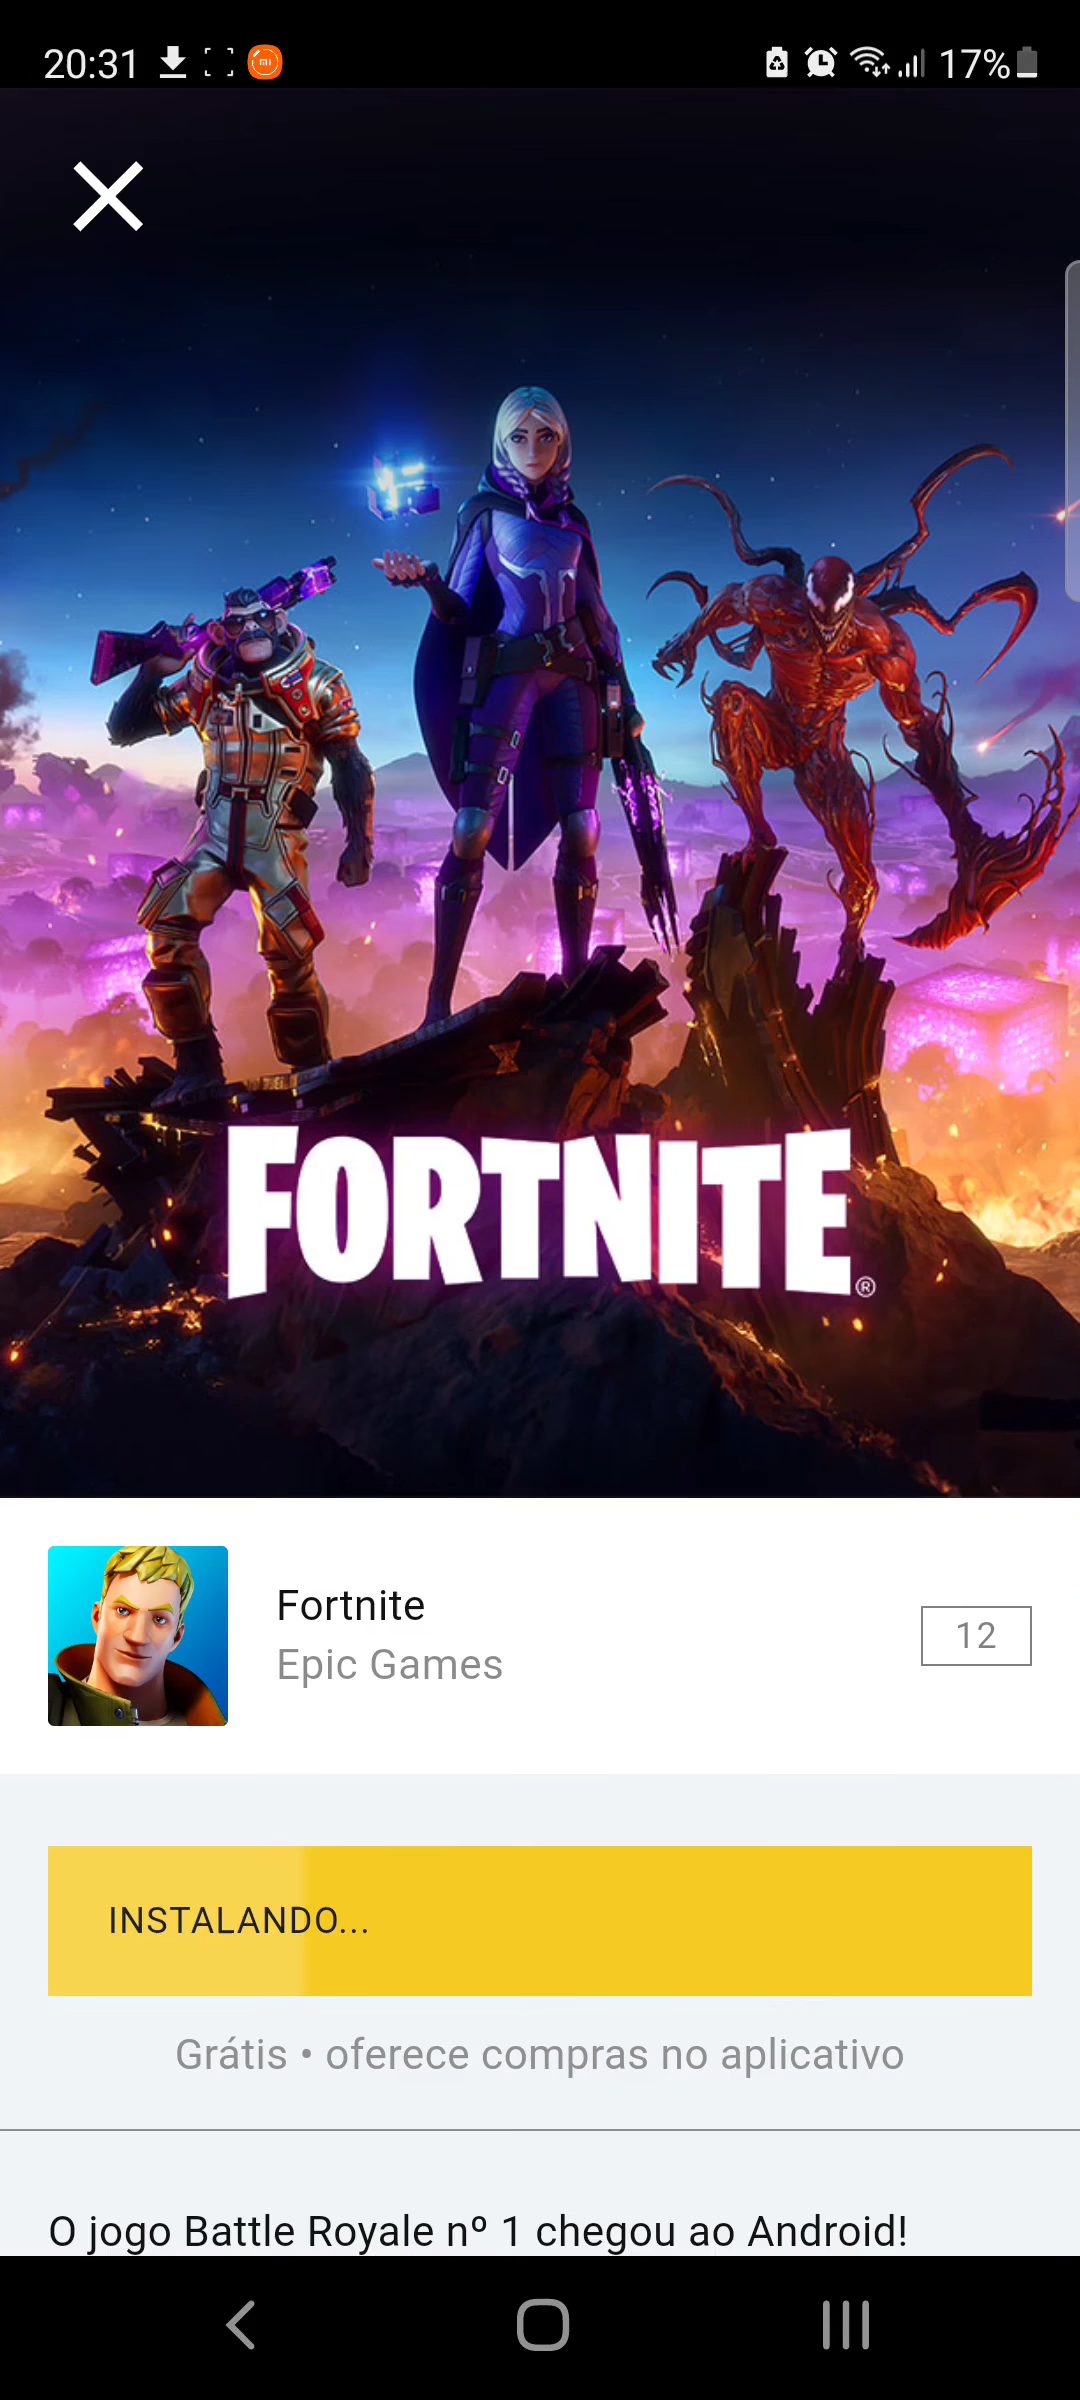 20:31
17%
FORTNITE®
Fortnite
Epic Games
12
INSTALANDO...
Grátis • oferece compras no aplicativo
O jogo Battle Royale nº 1 chegou ao Android!